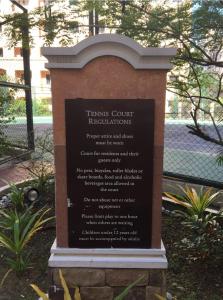 TENNIS COURT
REGULATIONS
Proper attire and shoes
must be worn
Court for residents and their
guests only
No pets, bicycles, roller blades or
skate boards, food and alcoholic
beverages area allowed in
the court
Do not abuse net or other
equipment
Please limit play to one hour
when others are waiting
Children under 12 years old
must be accompanied by adults